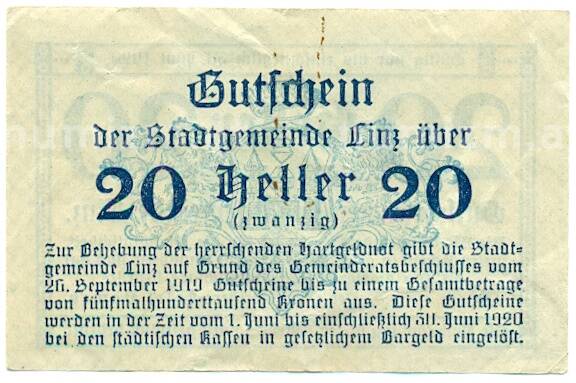 Gutschein
der Stadtgemeinde Linz über
20 Heller 20
(zwanzig)
Zur Behebung der herrschenden Hartgeldnot gibt die Stadt-
gemeinde Linz auf Grund des Gemeinderatsbeschlusses vom
26. September 1919 Gutscheine bis zu einem Gesamtbetrage
von fünfmalhunderttausend Kronen aus. Diese Gutscheine
werden in der Zeit vom 1. Juni bis einschließlich 30. Juni 1920
bei den städtischen Kassen in gesetzlichem Bargeld eingelöst.